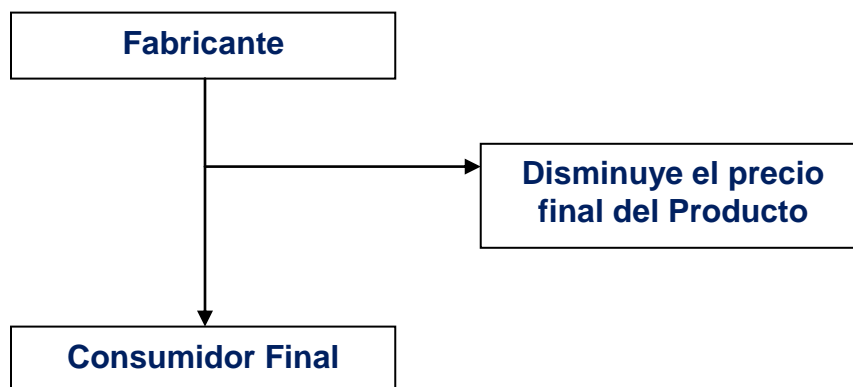 Fabricante
Disminuye el precio
final del Producto
Consumidor Final